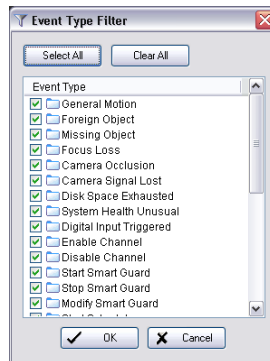 Event Type Filter
Select All
Clear All
Event Type
General Motion
Foreign Object
Missing Object
Focus Loss
Camera Occlusion
Camera Signal Lost
Disk Space Exhausted
System Health Unusual
Digital Input Triggered
Enable Channel
Disable Channel
Start Smart Guard
Stop Smart Guard
Modify Smart Guard
OK
Cancel